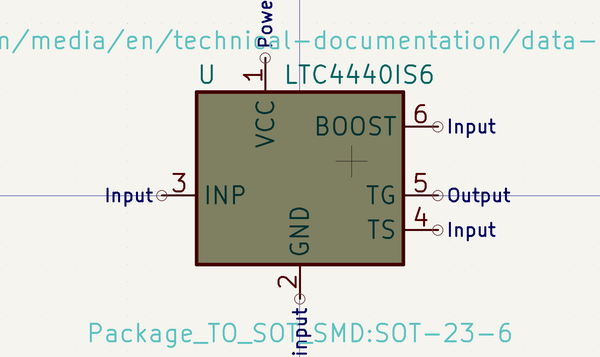 Powe
m/media/en/technical-documentation/data-
U LTC4440IS6
1
VCC
BOOST 6 Input
Input 3 INP
TG 5 Output
TS 4 Input
GND
2
input
Package_TO_SOT_SMD:SOT-23-6